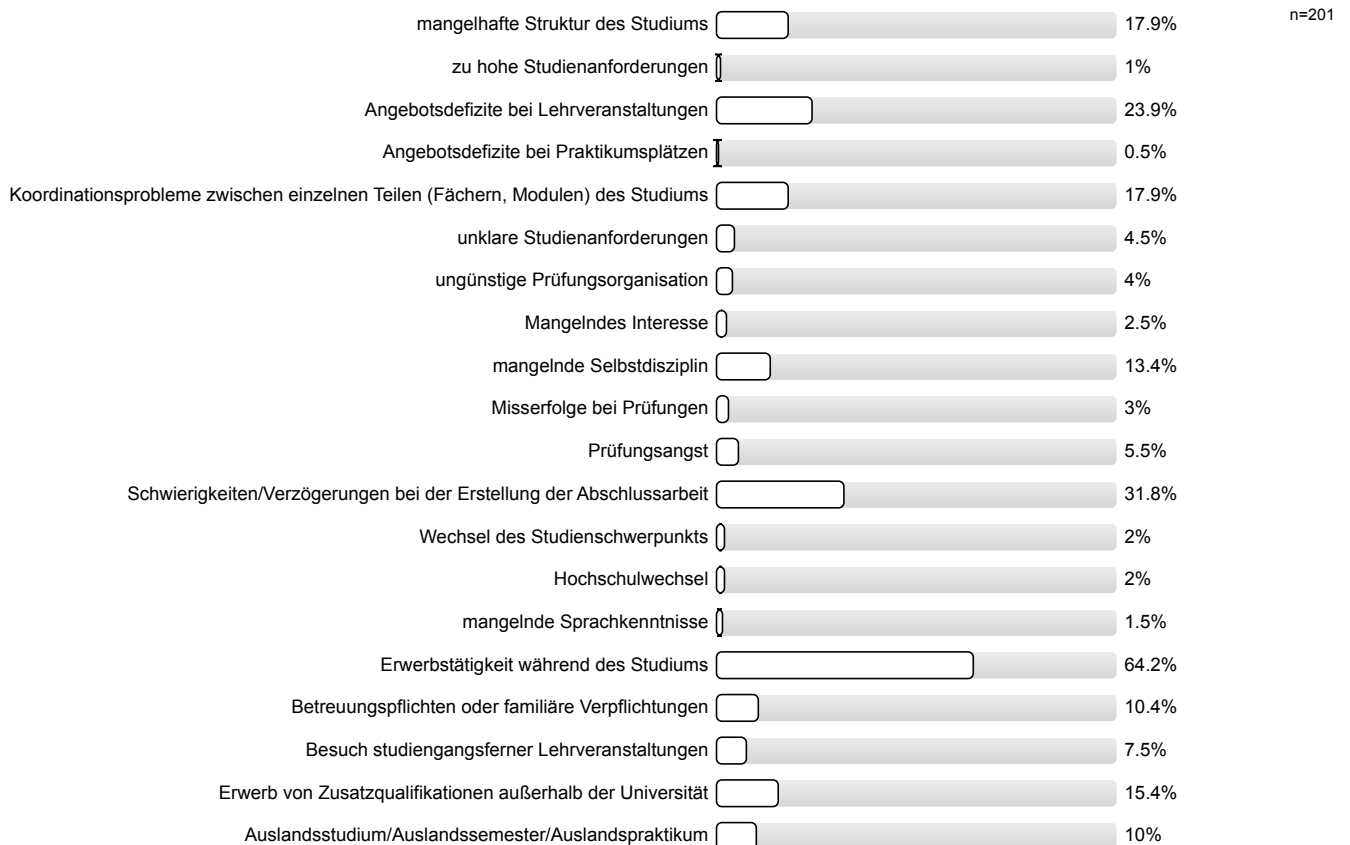 mangelhafte Struktur des Studiums 17.9% n=201
zu hohe Studienanforderungen 1%
Angebotsdefizite bei Lehrveranstaltungen 23.9%
Angebotsdefizite bei Praktikumsplätzen 0.5%
Koordinationsprobleme zwischen einzelnen Teilen (Fächern, Modulen) des Studiums 17.9%
unklare Studienanforderungen 4.5%
ungünstige Prüfungsorganisation 4%
Mangelndes Interesse 2.5%
mangelnde Selbstdisziplin 13.4%
Misserfolge bei Prüfungen 3%
Prüfungsangst 5.5%
Schwierigkeiten/Verzögerungen bei der Erstellung der Abschlussarbeit 31.8%
Wechsel des Studienschwerpunkts 2%
Hochschulwechsel 2%
mangelnde Sprachkenntnisse 1.5%
Erwerbstätigkeit während des Studiums 64.2%
Betreuungspflichten oder familiäre Verpflichtungen 10.4%
Besuch studiengangsferner Lehrveranstaltungen 7.5%
Erwerb von Zusatzqualifikationen außerhalb der Universität 15.4%
Auslandsstudium/Auslandssemester/Auslandspraktikum 10%